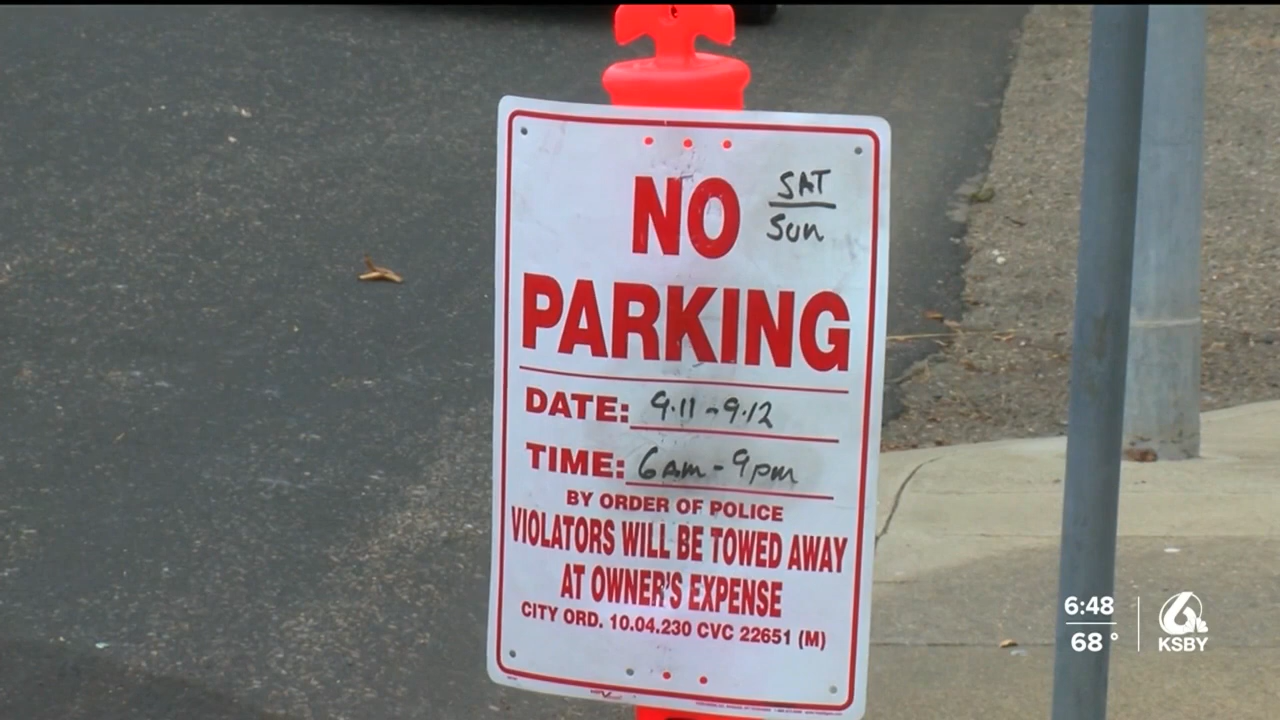 SAT
NO
Sun
PARKING
DATE: 9.11-9.12
TIME: 6am-9pm
BY ORDER OF POLICE
VIOLATORS WILL BE TOWED AWAY
AT OWNER'S EXPENSE
CITY ORD. 10.04.230 CVC 22651 (M)
6:48
68°
6
KSBY